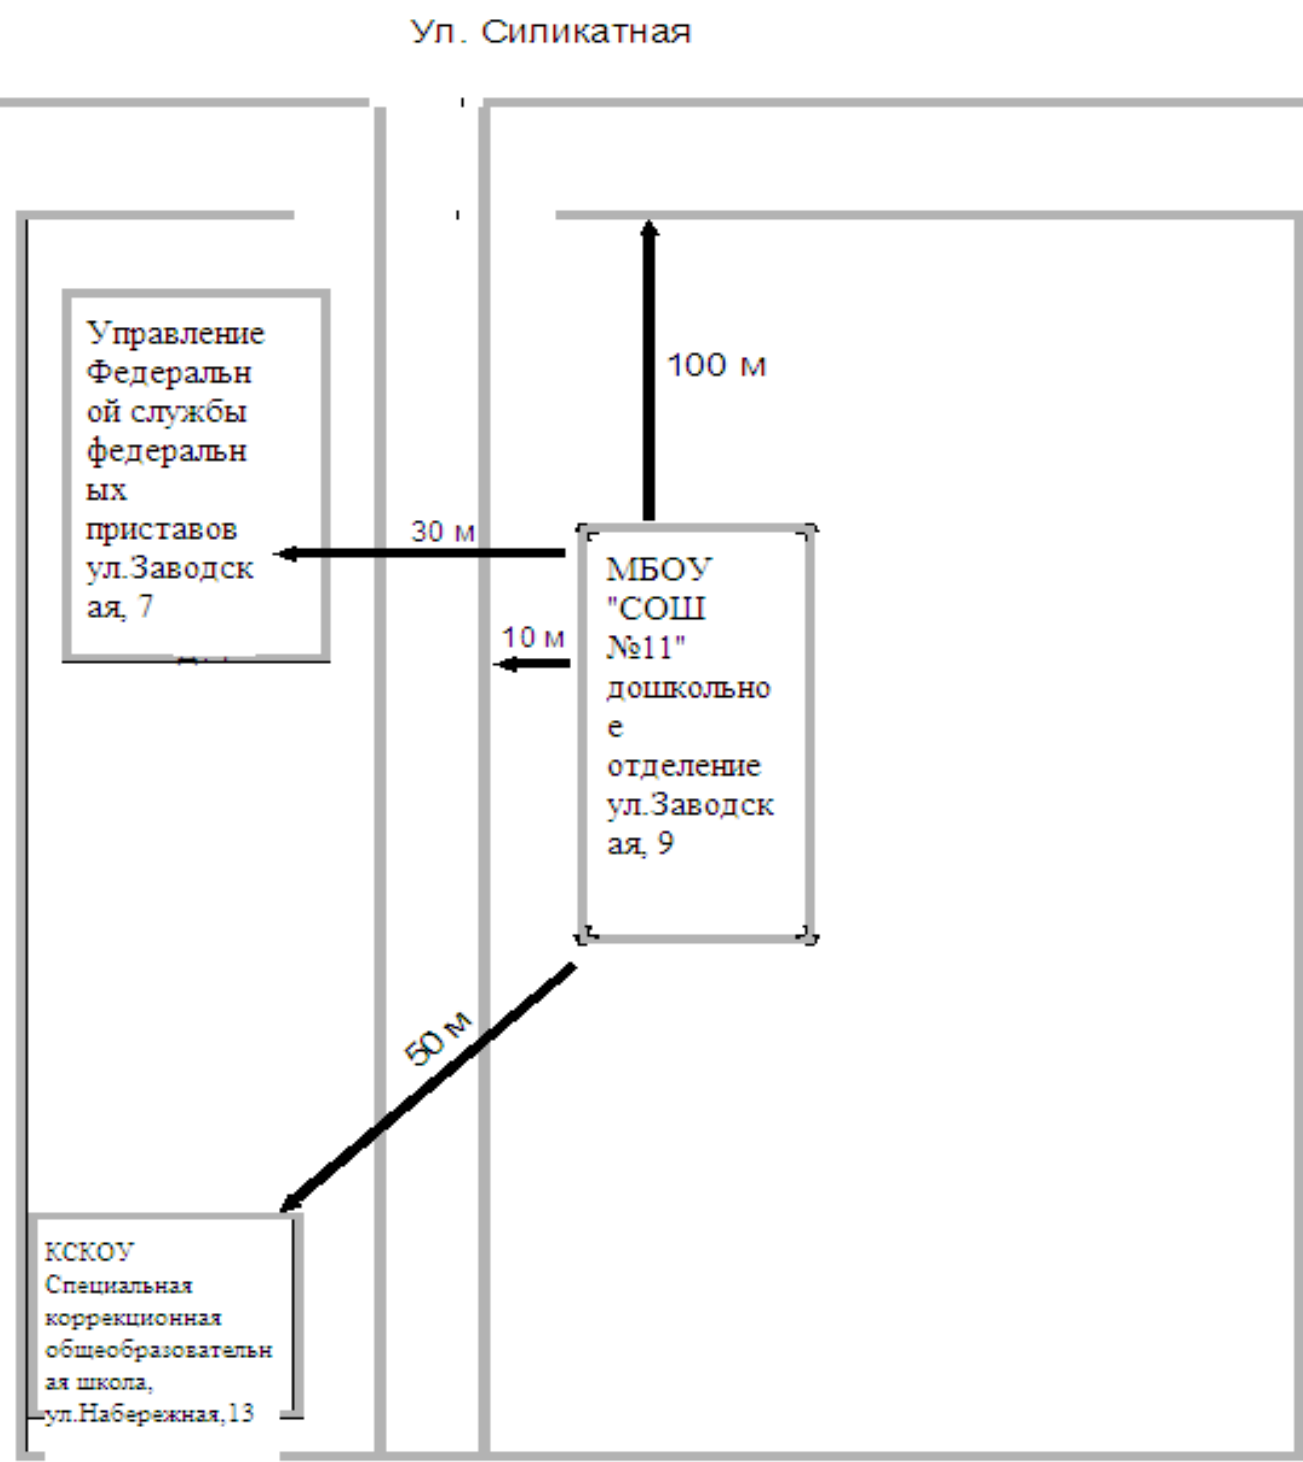 Ул. Силикатная
Управление
Федеральн
ой службы
федеральн
ых
приставов
ул.Заводск
ая, 7
100 м
30 м
10 м
МБОУ
"СОШ
№11"
дошкольно
е
отделение
ул.Заводск
ая, 9
50 м
КСКОУ
Специальная
коррекционная
общеобразовательн
ая школа,
ул.Набережная,13